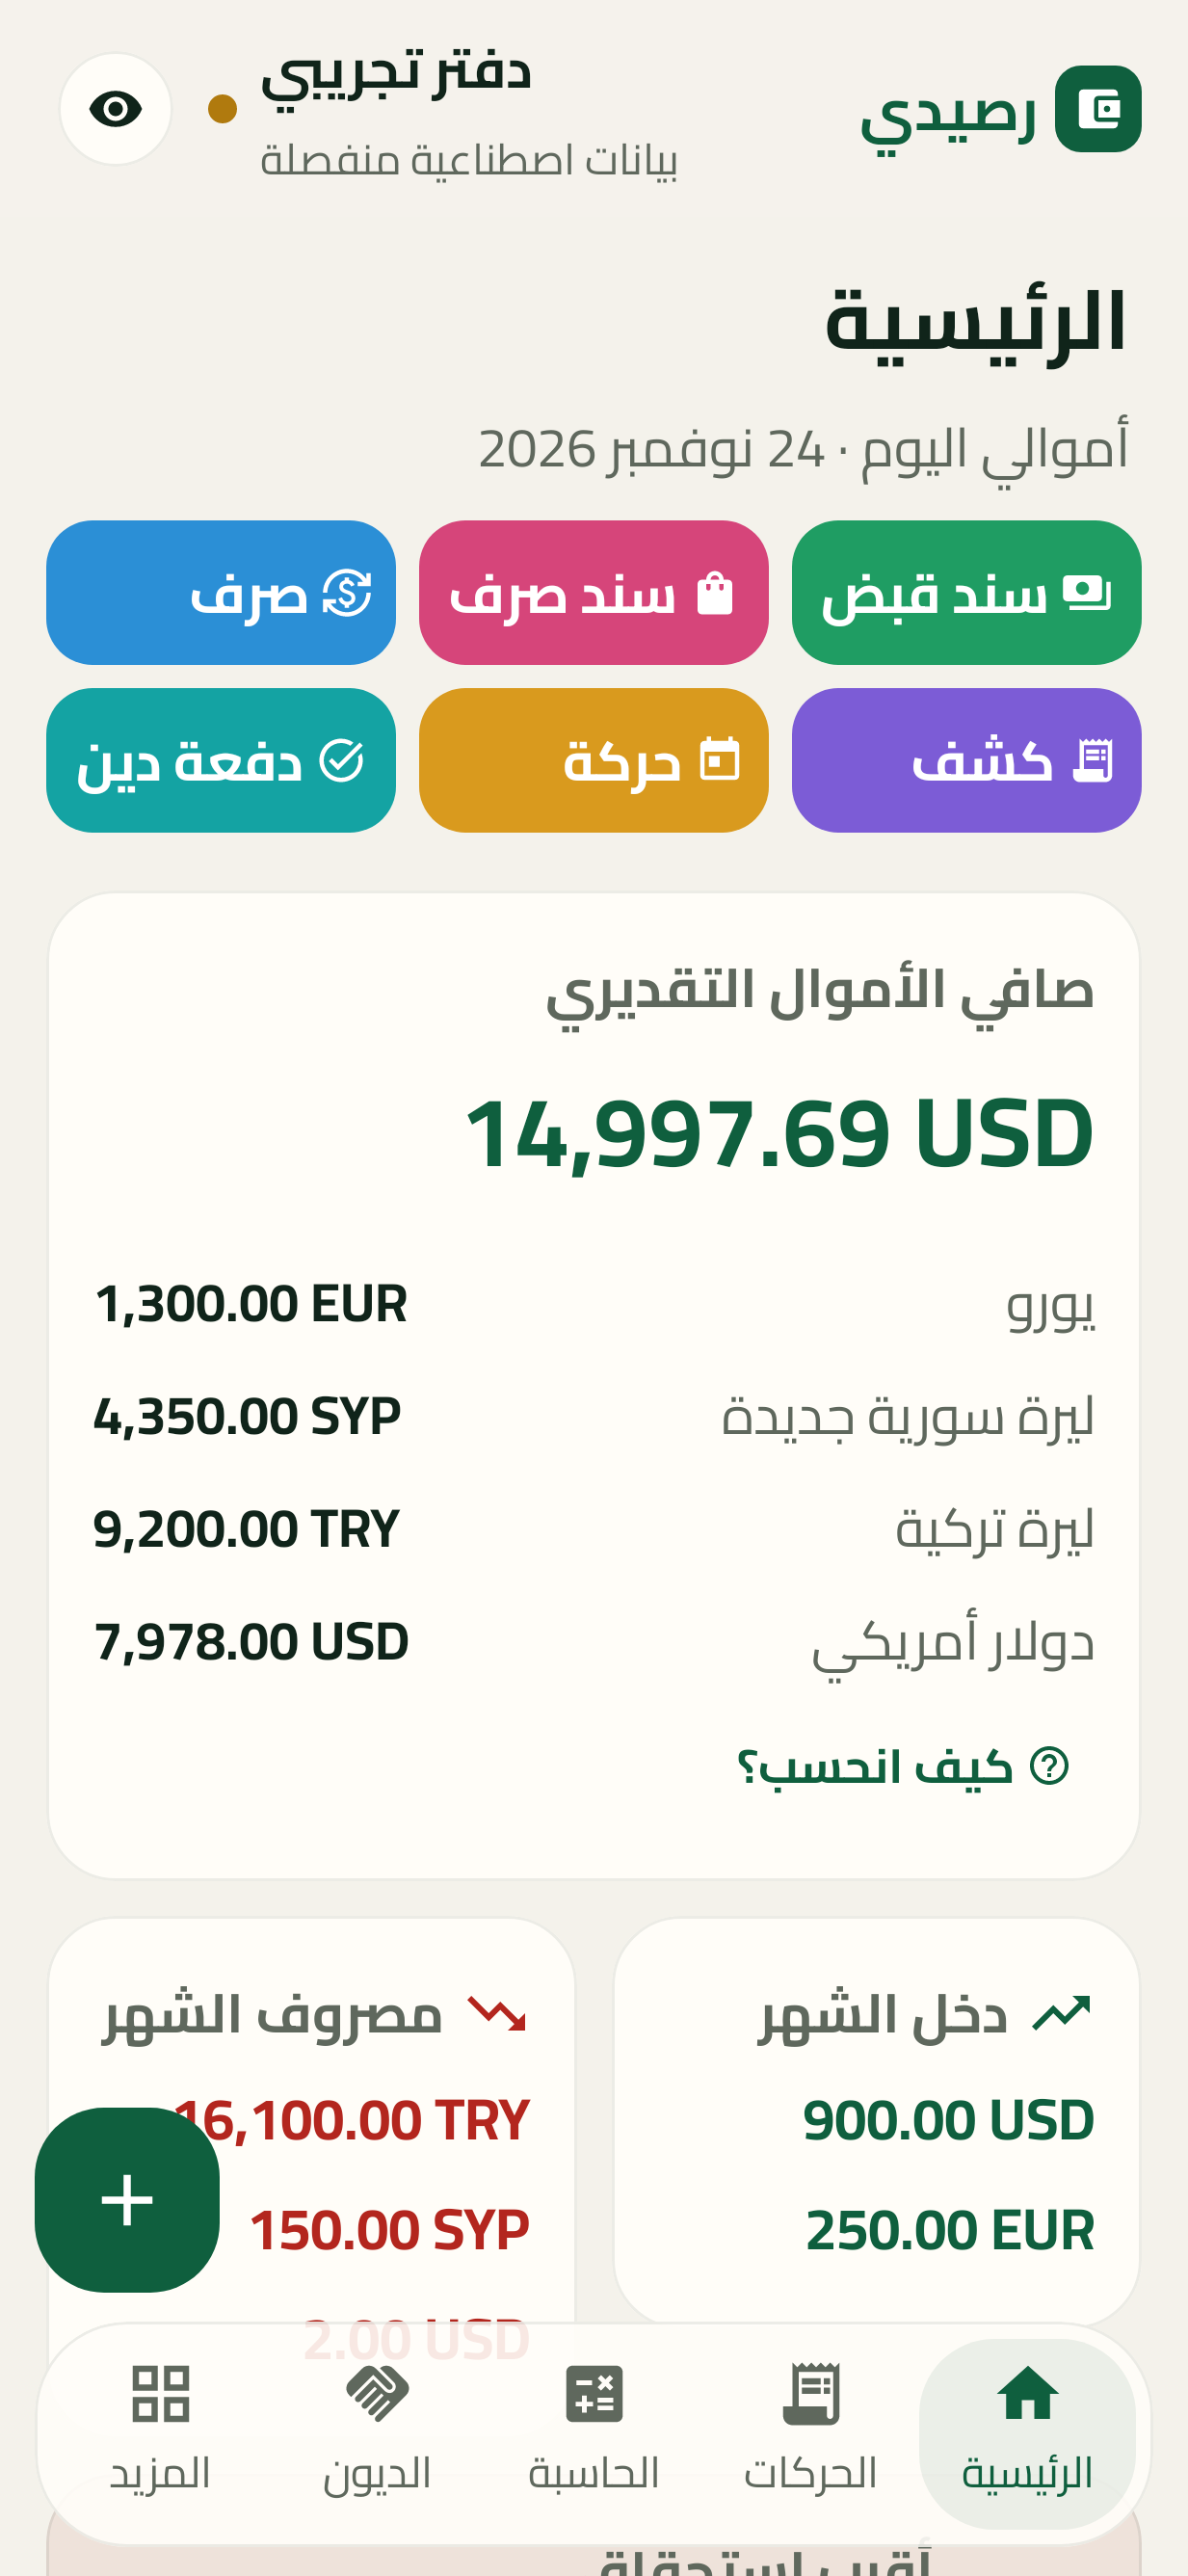 رصيدي
دفتر تجريبي
بيانات اصطناعية منفصلة
الرئيسية
أموالي اليوم · 24 نوفمبر 2026
سند قبض
سند صرف
صرف
كشف
حركة
دفعة دين
صافي الأموال التقديري
14,997.69 USD
يورو 1,300.00 EUR
ليرة سورية جديدة 4,350.00 SYP
ليرة تركية 9,200.00 TRY
دولار أمريكي 7,978.00 USD
كيف انحسب؟
دخل الشهر
900.00 USD
250.00 EUR
مصروف الشهر
16,100.00 TRY
150.00 SYP
2.00 USD
الرئيسية
الحركات
الحاسبة
الديون
المزيد
أقرب استحقاق